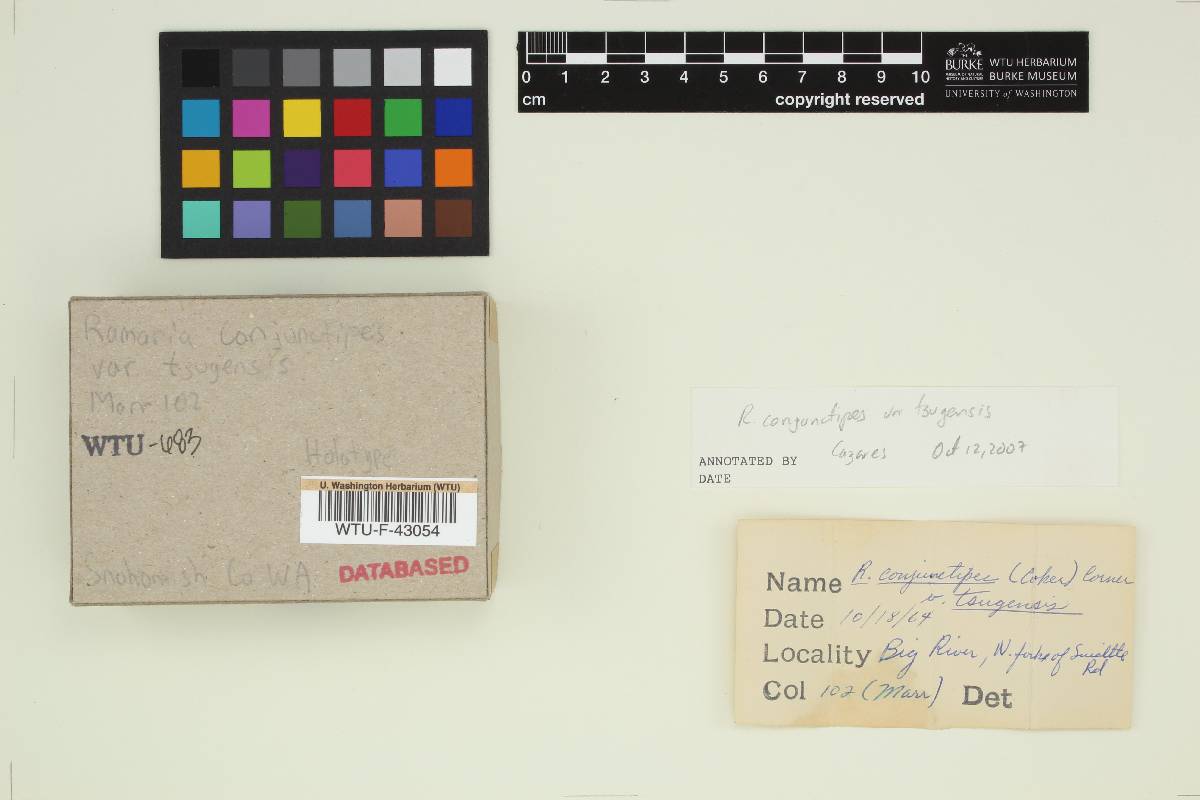 0 1 2 3 4 5 6 7 8 9 10
cm
copyright reserved
BURKE
WTU HERBARIUM
BURKE MUSEUM
UNIVERSITY of WASHINGTON
Ramaria conjunctipes
var tsugensis
Marr 102
WTU-683
Holotype
U. Washington Herbarium (WTU)
WTU-F-43054
Snohomish Co WA
DATABASED
R. conjunctipes var tsugensis
ANNOTATED BY Cazares Oct 12, 2007
DATE
Name R. conjunctipes (Coker) Corner
v. tsugensis
Date 10/18/64
Locality Big River, N. forks of Suiattle
Rd
Col 102 (Marr) Det